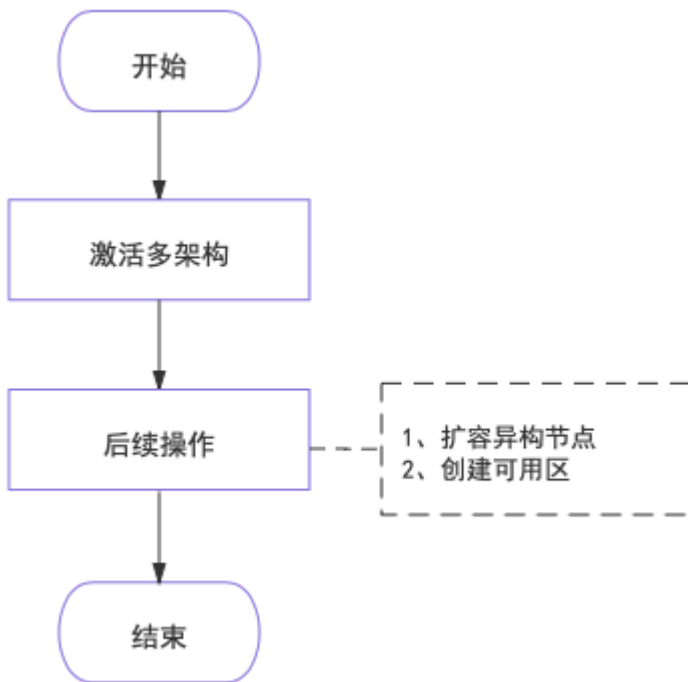 开始
激活多架构
后续操作
1、扩容异构节点
2、创建可用区
结束